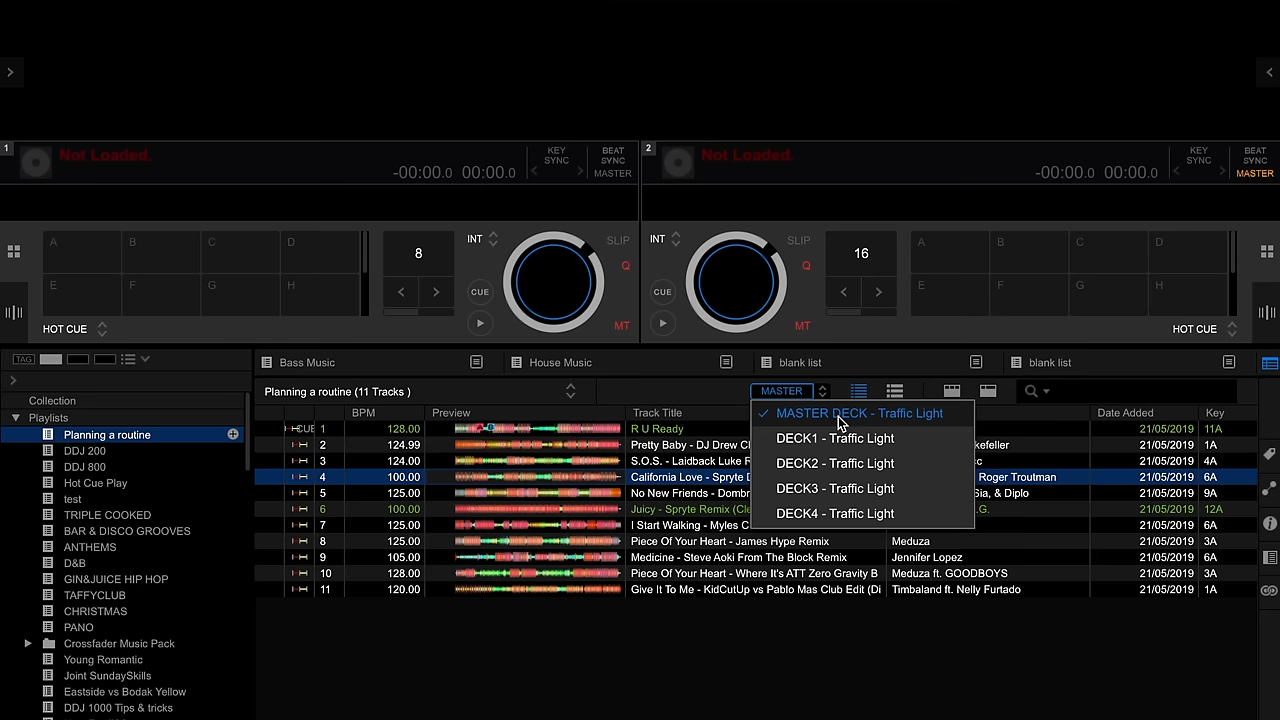 1
Not Loaded.
-00:00.0 00:00.0
KEY SYNC
BEAT SYNC
MASTER
2
Not Loaded.
-00:00.0 00:00.0
KEY SYNC
BEAT SYNC
MASTER
A B C D
E F G H
HOT CUE
8
INT
CUE
SLIP
Q
MT
INT
CUE
SLIP
Q
MT
16
A B C D
E F G H
HOT CUE
TAG
Bass Music
House Music
blank list
blank list
Planning a routine (11 Tracks )
MASTER
MASTER DECK - Traffic Light
DECK1 - Traffic Light
DECK2 - Traffic Light
DECK3 - Traffic Light
DECK4 - Traffic Light
Collection
Playlists
Planning a routine
DDJ 200
DDJ 800
Hot Cue Play
test
TRIPLE COOKED
BAR & DISCO GROOVES
ANTHEMS
D&B
GIN&JUICE HIP HOP
TAFFYCLUB
CHRISTMAS
PANO
Crossfader Music Pack
Young Romantic
Joint SundaySkills
Eastside vs Bodak Yellow
DDJ 1000 Tips & tricks
BPM Preview Track Title Date Added Key
CUE 1 128.00 R U Ready 21/05/2019 11A
2 124.99 Pretty Baby - DJ Drew Cl kefeller 21/05/2019 1A
3 124.00 S.O.S. - Laidback Luke R c 21/05/2019 4A
4 100.00 California Love - Spryte D Roger Troutman 21/05/2019 6A
5 125.00 No New Friends - Dombr Sia, & Diplo 21/05/2019 9A
6 100.00 Juicy - Spryte Remix (Cle .G. 21/05/2019 12A
7 125.00 I Start Walking - Myles C 21/05/2019 6A
8 125.00 Piece Of Your Heart - James Hype Remix Meduza 21/05/2019 3A
9 105.00 Medicine - Steve Aoki From The Block Remix Jennifer Lopez 21/05/2019 6A
10 128.00 Piece Of Your Heart - Where It's ATT Zero Gravity B Meduza ft. GOODBOYS 21/05/2019 3A
11 120.00 Give It To Me - KidCutUp vs Pablo Mas Club Edit (Di Timbaland ft. Nelly Furtado 21/05/2019 1A